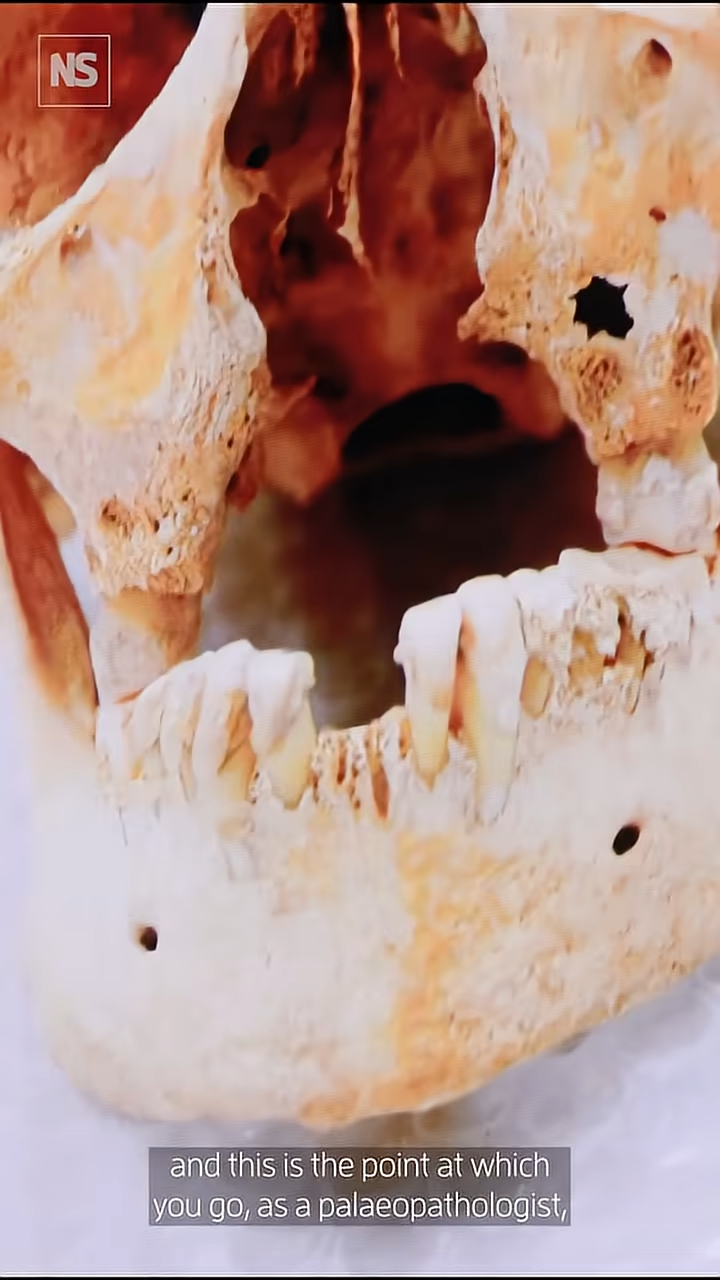 NS
and this is the point at which
you go, as a palaeopathologist,